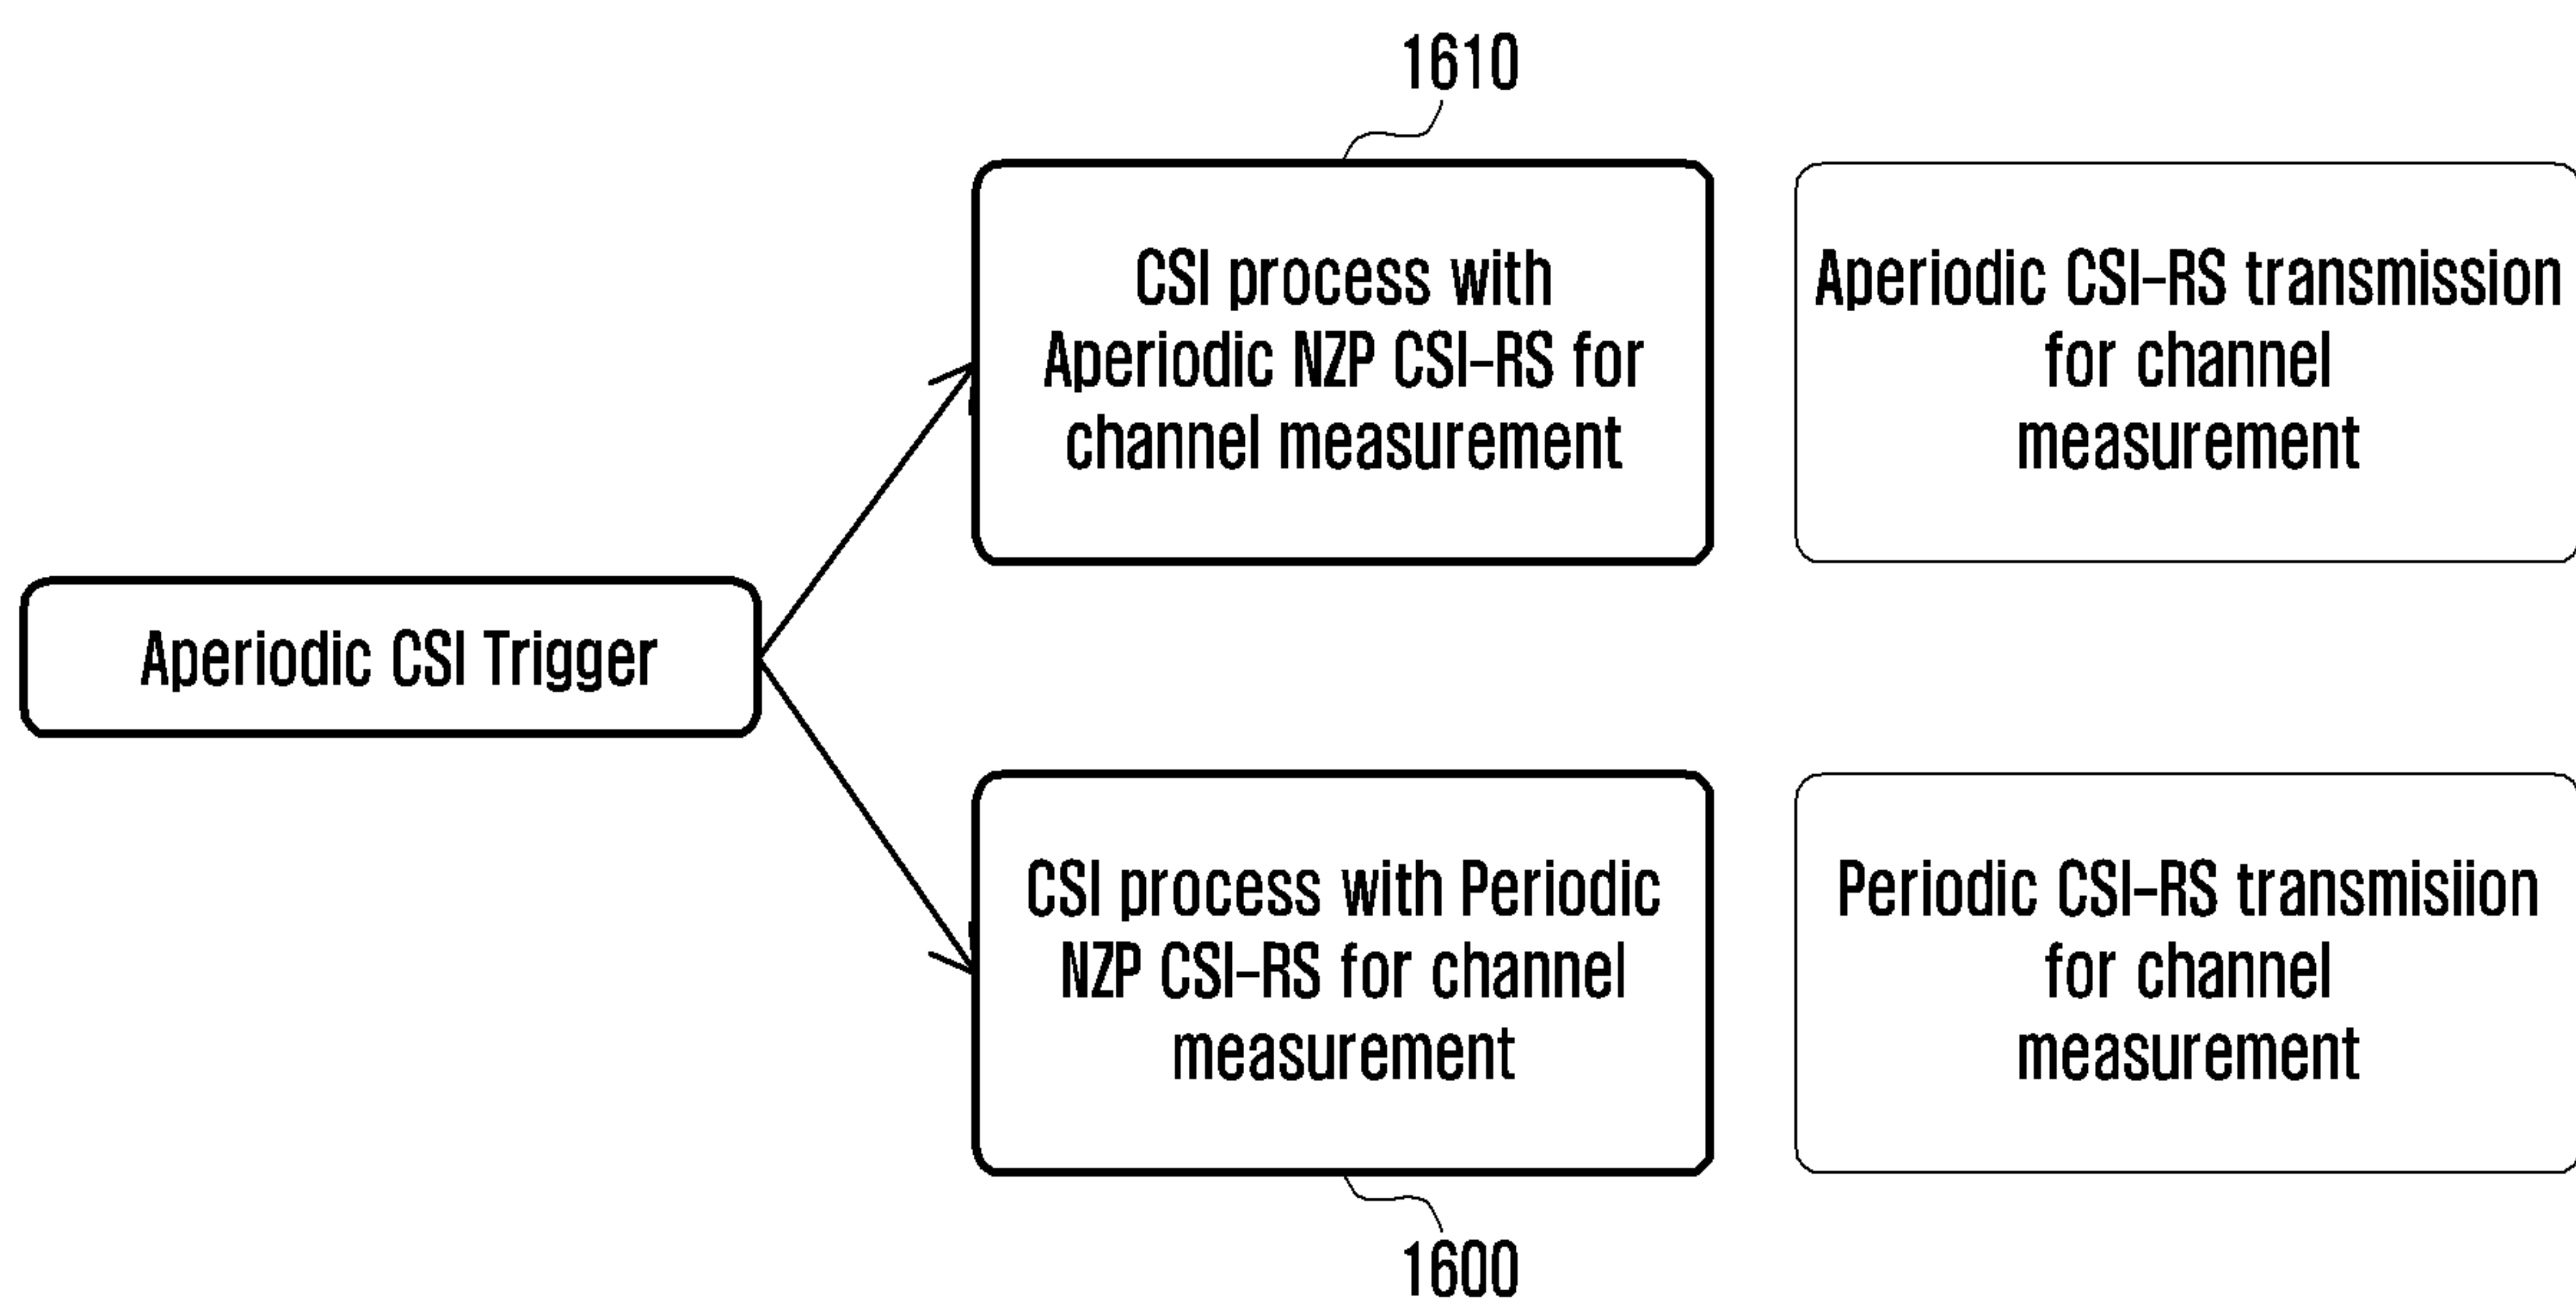 1610
CSI process with
Aperiodic NZP CSI-RS for
channel measurement
Aperiodic CSI-RS transmission
for channel
measurement
Aperiodic CSI Trigger
CSI process with Periodic
NZP CSI-RS for channel
measurement
Periodic CSI-RS transmisiion
for channel
measurement
1600